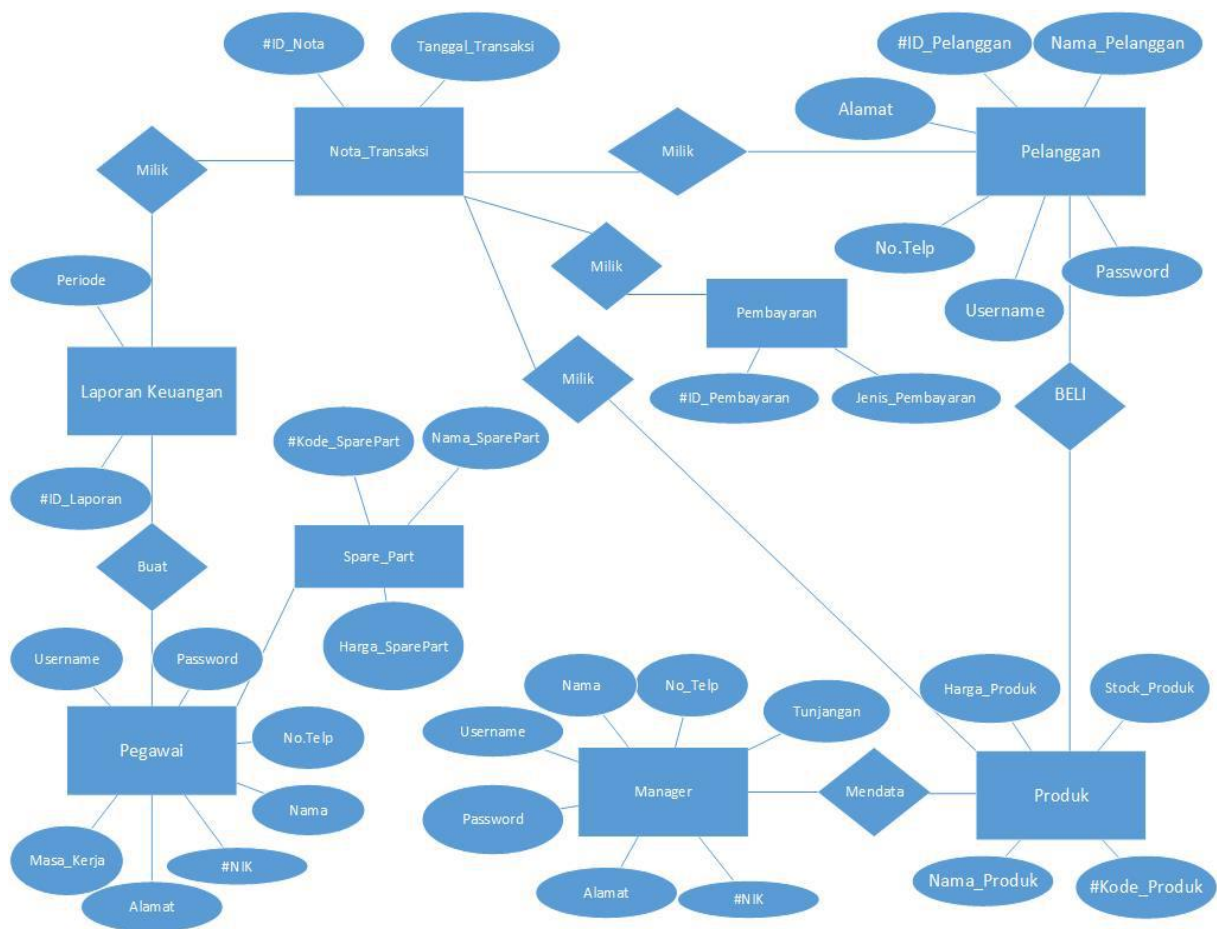 #ID_Nota
Tanggal_Transaksi
#ID_Pelanggan
Nama_Pelanggan
Alamat
Nota_Transaksi
Milik
Pelanggan
Milik
No.Telp
Password
Milik
Periode
Username
Pembayaran
Milik
Laporan Keuangan
#ID_Pembayaran
Jenis_Pembayaran
BELI
#Kode_SparePart
Nama_SparePart
#ID_Laporan
Spare_Part
Buat
Harga_SparePart
Username
Password
Nama
No_Telp
Tunjangan
Harga_Produk
Stock_Produk
Username
No.Telp
Pegawai
Manager
Mendata
Produk
Nama
Password
Masa_Kerja
#NIK
Alamat
Alamat
#NIK
Nama_Produk
#Kode_Produk